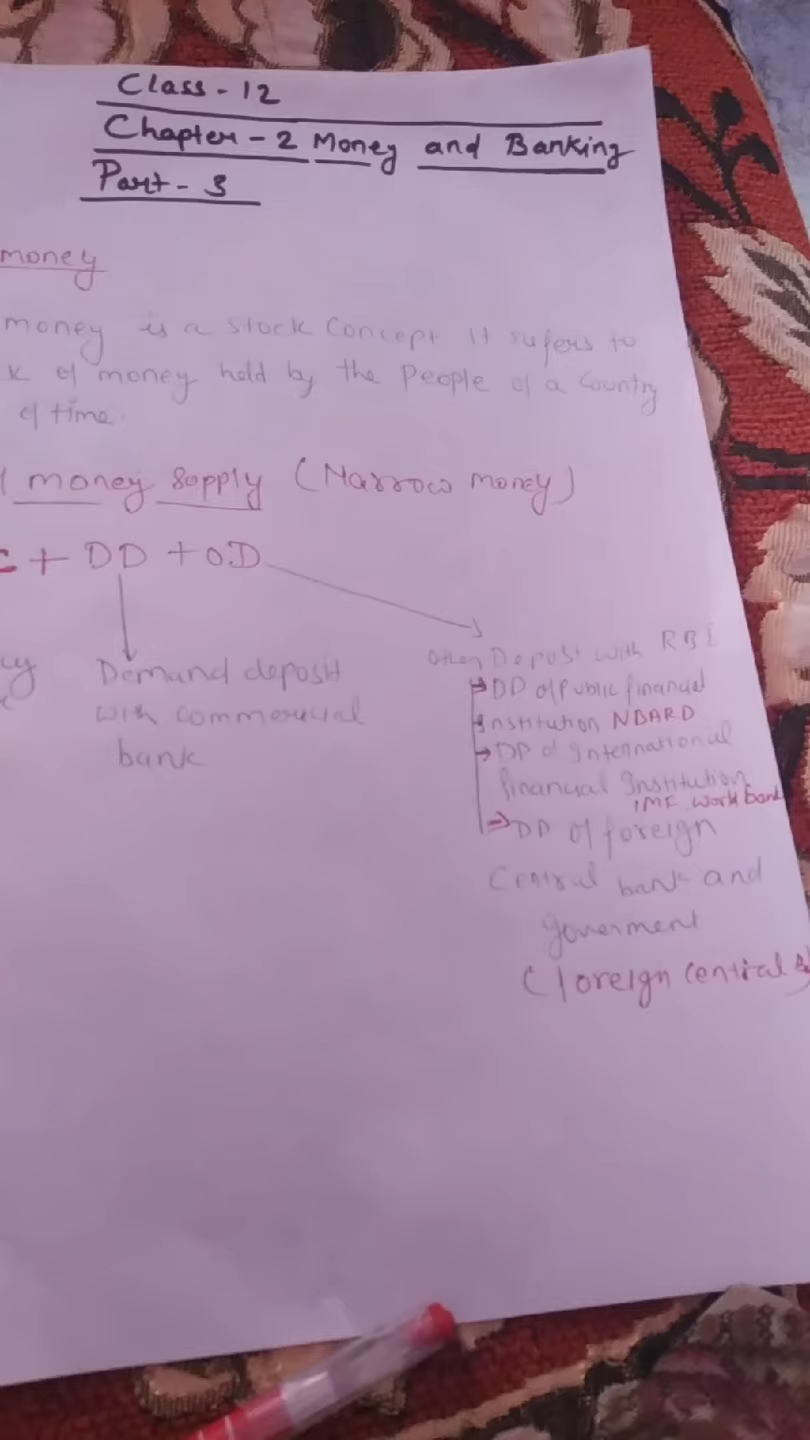 Class - 12
Chapter - 2 Money and Banking
Part - 3
money
money is a stock Concept It refers to
k of money held by the People of a Country
of time.
money Supply (Narrow money)
C + DD + O.D
Demand deposit
with commercial
bank
other Deposit with RBI
DD of Public financial
Institution NBARD
DD of International
financial Institution
IMF work bank
DD of foreign
Central bank and
government
(foreign central